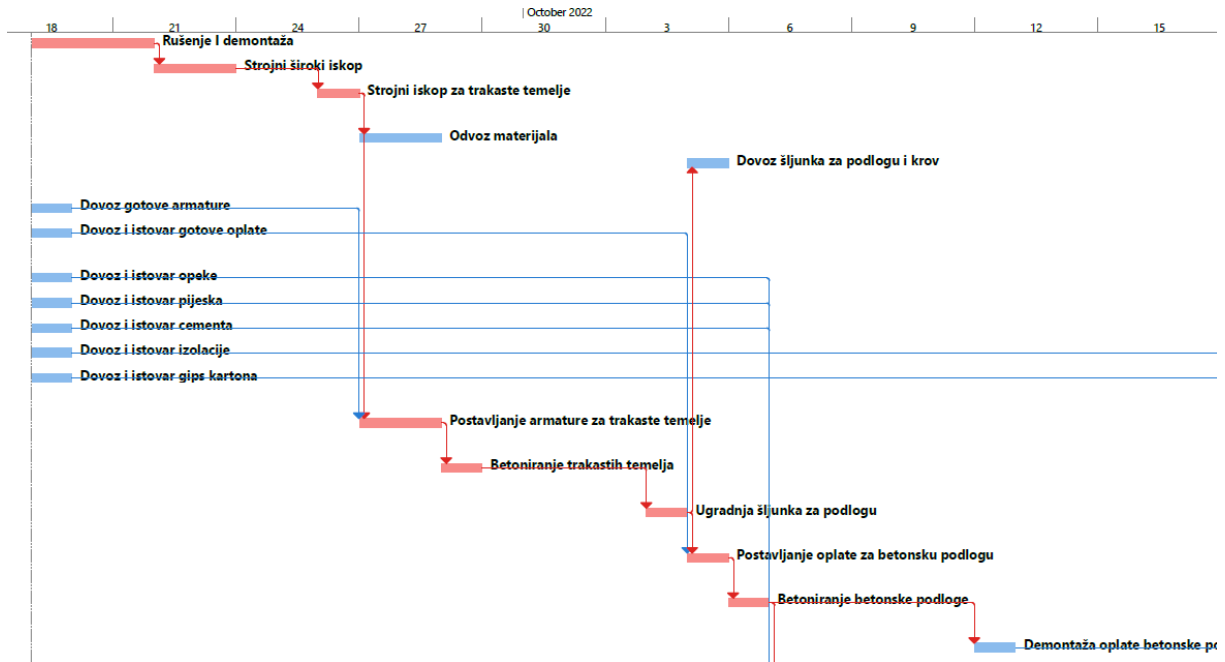 October 2022
18 21 24 27 30 3 6 9 12 15
Rušenje I demontaža
Strojni široki iskop
Strojni iskop za trakaste temelje
Odvoz materijala
Dovoz šljunka za podlogu i krov
Dovoz gotove armature
Dovoz i istovar gotove oplate
Dovoz i istovar opeke
Dovoz i istovar pijeska
Dovoz i istovar cementa
Dovoz i istovar izolacije
Dovoz i istovar gips kartona
Postavljanje armature za trakaste temelje
Betoniranje trakastih temelja
Ugradnja šljunka za podlogu
Postavljanje oplate za betonsku podlogu
Betoniranje betonske podloge
Demontaža oplate betonske po